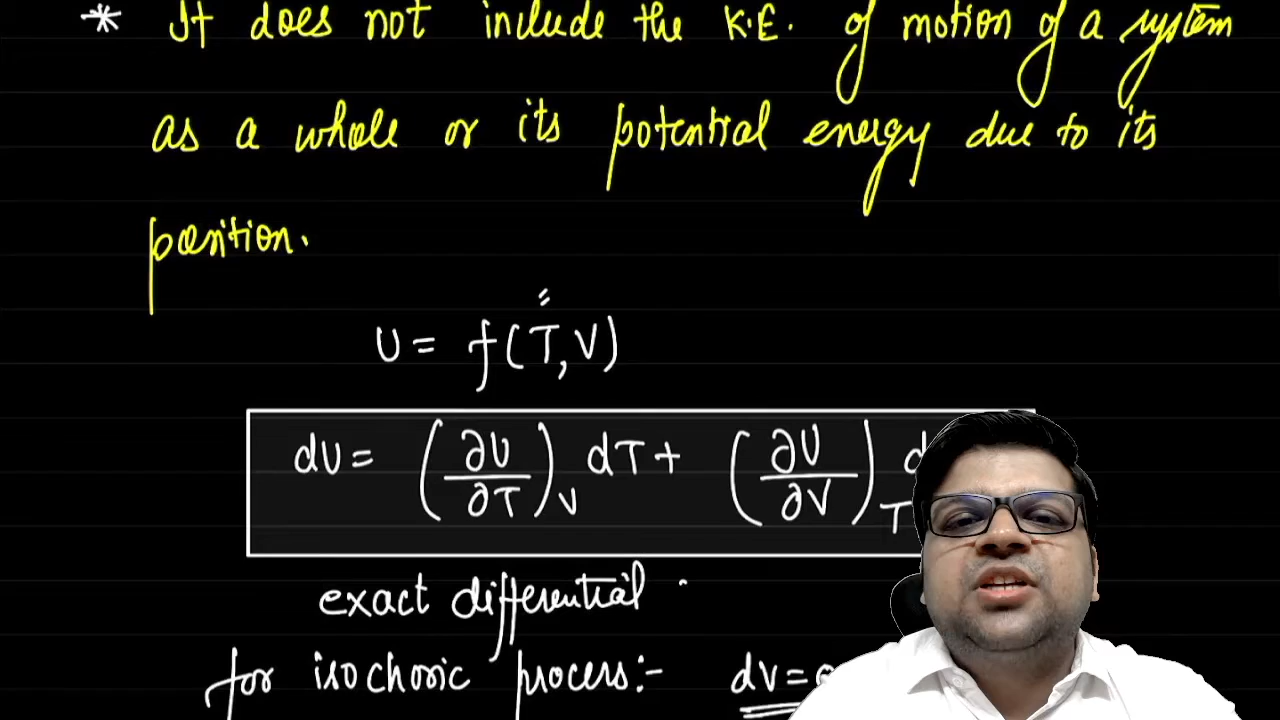 * It does not include the K.E. of motion of a system
as a whole or its potential energy due to its
position.
U = f(T,V)
dU = (∂U/∂T)_V dT + (∂U/∂V)_T d
exact differential
for isochoric process:- dV=